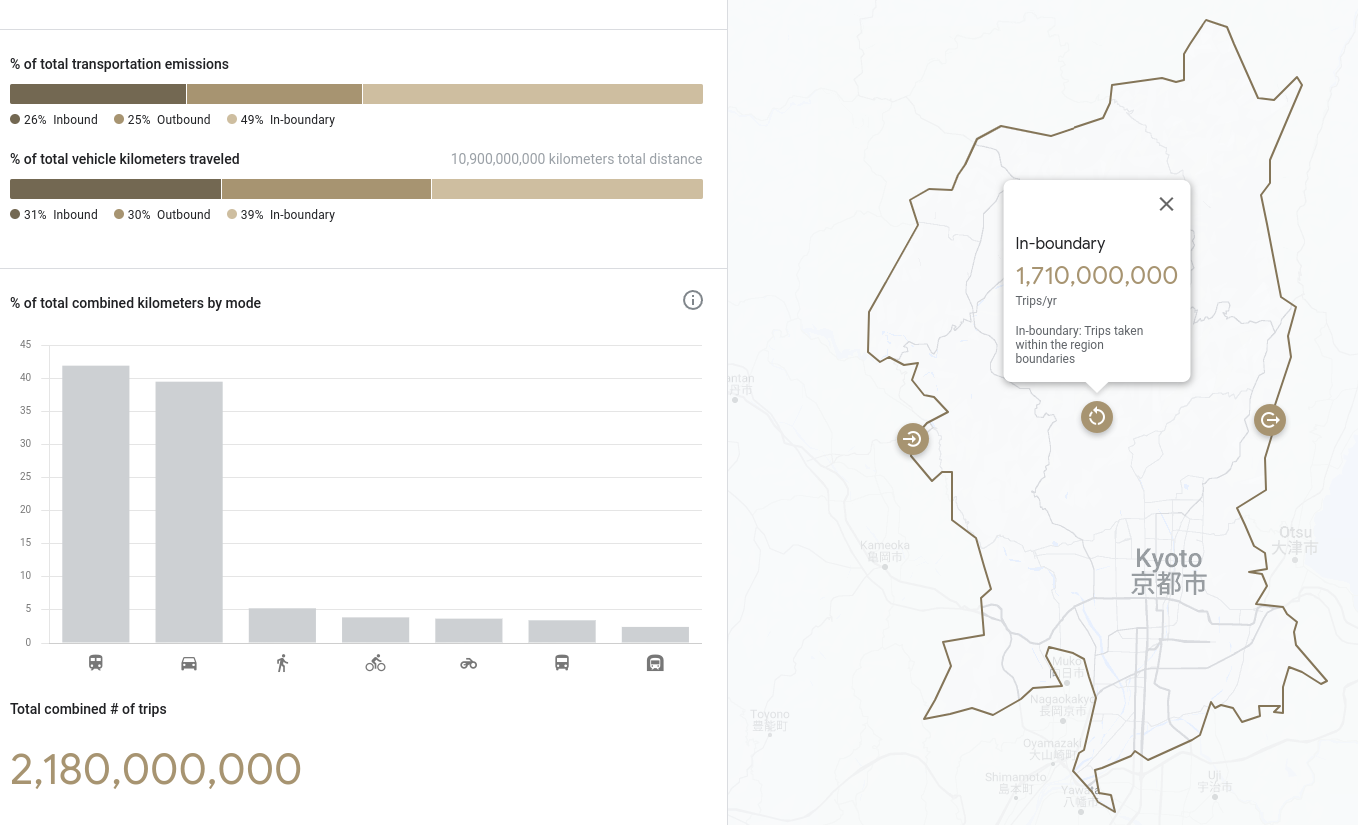 % of total transportation emissions
26% Inbound 25% Outbound 49% In-boundary
% of total vehicle kilometers traveled 10,900,000,000 kilometers total distance
31% Inbound 30% Outbound 39% In-boundary
% of total combined kilometers by mode
45
40
35
30
25
20
15
10
5
0
Total combined # of trips
2,180,000,000
In-boundary
1,710,000,000
Trips/yr
In-boundary: Trips taken
within the region
boundaries
Kameoka
亀岡市
Otsu
大津市
Kyoto
京都市
Muko
向日市
Nagaokakyo
長岡京市
Toyono
豊能町
Oyamazaki
大山崎町
Shimamoto
島本町
Uji
宇治市
Yawata
八幡市